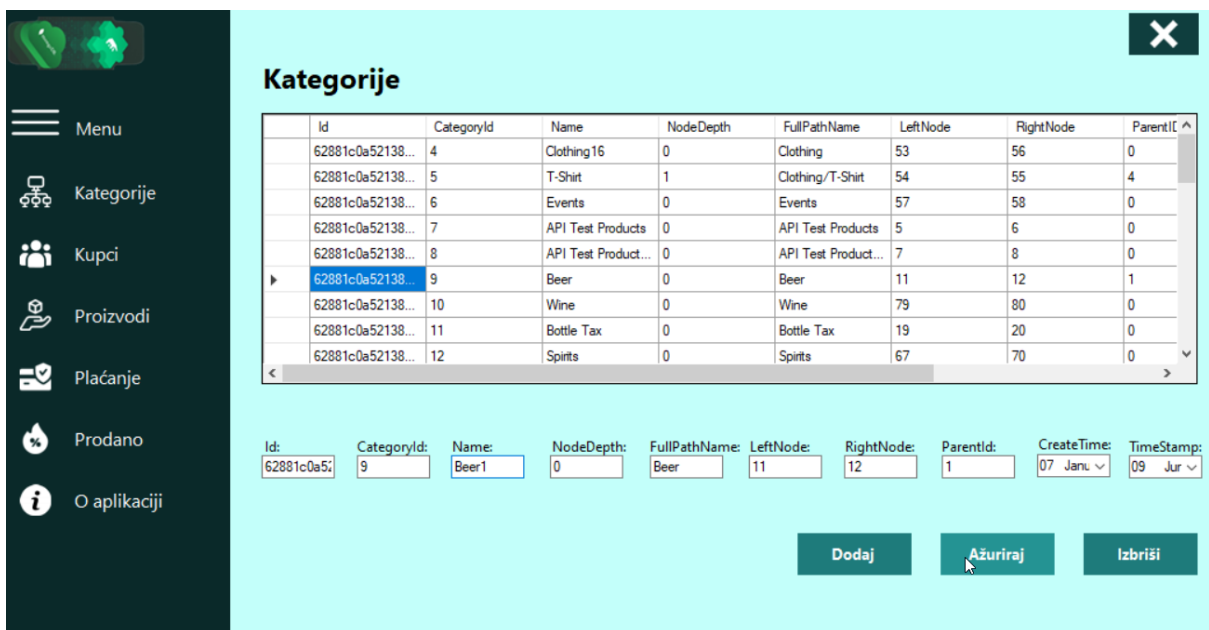 Kategorije
Menu
Kategorije
Kupci
Proizvodi
Plaćanje
Prodano
O aplikaciji
Id CategoryId Name NodeDepth FullPathName LeftNode RightNode ParentID
62881c0a52138... 4 Clothing16 0 Clothing 53 56 0
62881c0a52138... 5 T-Shirt 1 Clothing/T-Shirt 54 55 4
62881c0a52138... 6 Events 0 Events 57 58 0
62881c0a52138... 7 API Test Products 0 API Test Products 5 6 0
62881c0a52138... 8 API Test Product... 0 API Test Product... 7 8 0
62881c0a52138... 9 Beer 0 Beer 11 12 1
62881c0a52138... 10 Wine 0 Wine 79 80 0
62881c0a52138... 11 Bottle Tax 0 Bottle Tax 19 20 0
62881c0a52138... 12 Spirits 0 Spirits 67 70 0
Id: CategoryId: Name: NodeDepth: FullPathName: LeftNode: RightNode: ParentId: CreateTime: TimeStamp:
62881c0a52 9 Beer1 0 Beer 11 12 1 07 Janu 09 Jur
Dodaj Ažuriraj Izbriši